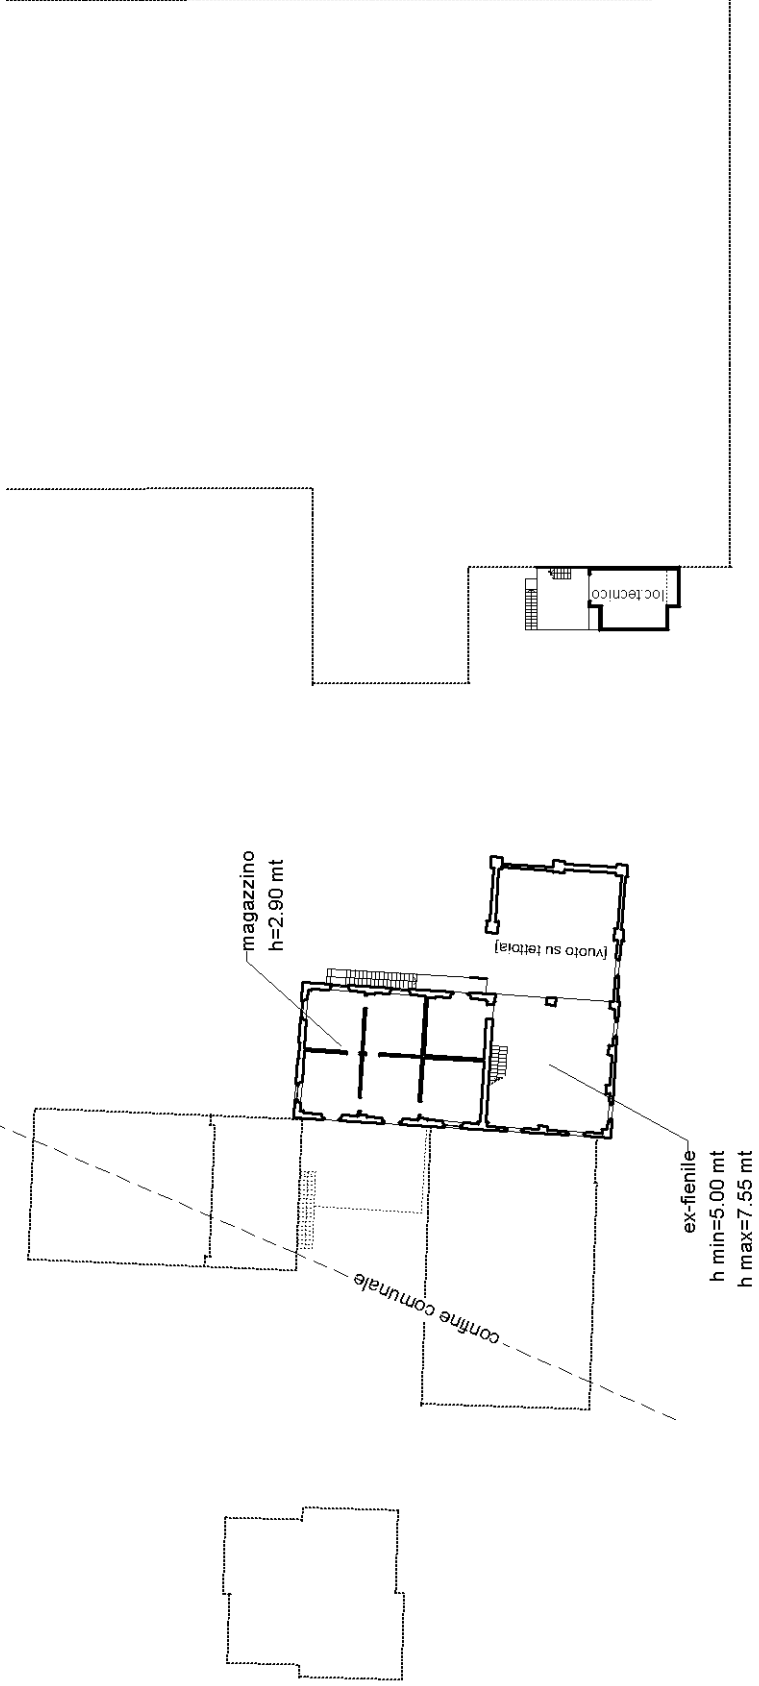 loc.tecnico
magazzino
h=2.90 mt
[vuoto su tettoia]
ex-fienile
h min=5.00 mt
h max=7.55 mt
confine comunale